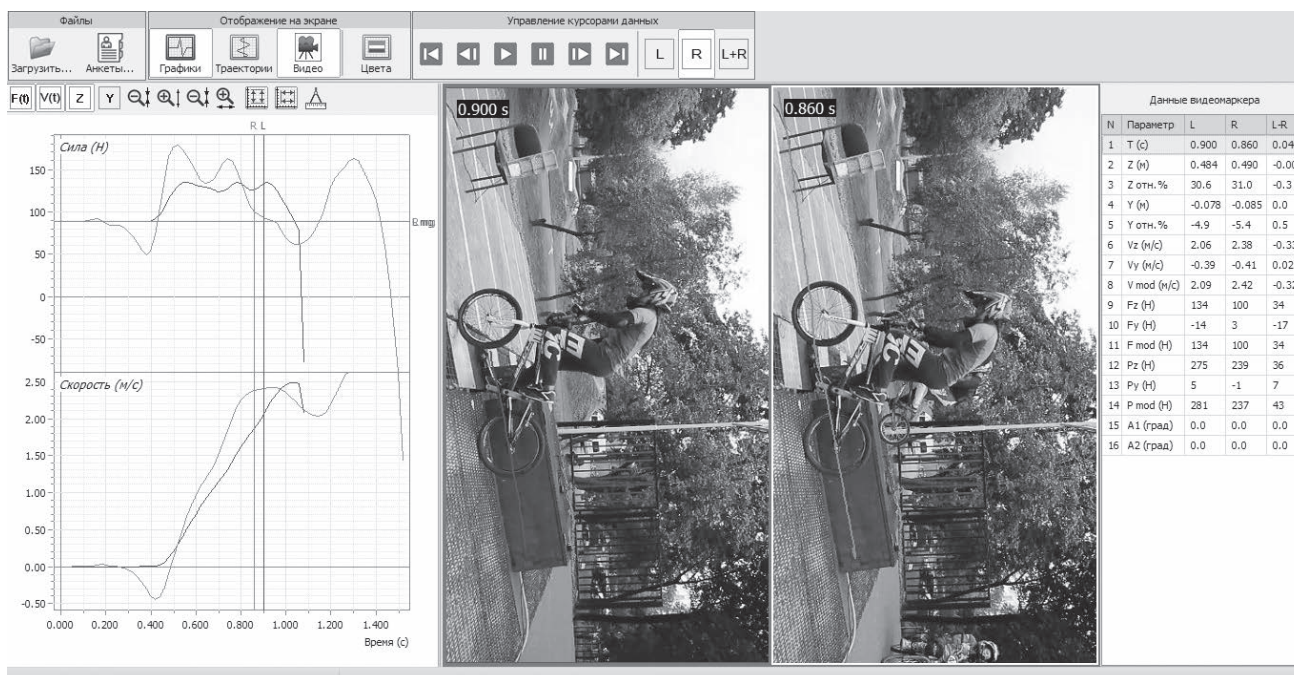 Файлы
Отображение на экране
Управление курсорами данных
Загрузить... Анкеты... Графики Траектории Видео Цвета
L R L+R
F(t) V(t) Z Y
R L
Сила (Н)
150
100
50
0
-50
mg
2.50
Скорость (м/с)
2.00
1.50
1.00
0.50
0.00
-0.50
0.000 0.200 0.400 0.600 0.800 1.000 1.200 1.400
Время (с)
0.900 s
0.860 s
Данные видеомаркера
N Параметр L R L-R
1 T (с) 0.900 0.860 0.04
2 Z (м) 0.484 0.490 -0.00
3 Z отн.% 30.6 31.0 -0.3
4 Y (м) -0.078 -0.085 0.0
5 Y отн.% -4.9 -5.4 0.5
6 Vz (м/с) 2.06 2.38 -0.33
7 Vy (м/с) -0.39 -0.41 0.02
8 V mod (м/с) 2.09 2.42 -0.32
9 Fz (Н) 134 100 34
10 Fy (Н) -14 3 -17
11 F mod (Н) 134 100 34
12 Pz (Н) 275 239 36
13 Py (Н) 5 -1 7
14 P mod (Н) 281 237 43
15 A1 (град) 0.0 0.0 0.0
16 A2 (град) 0.0 0.0 0.0